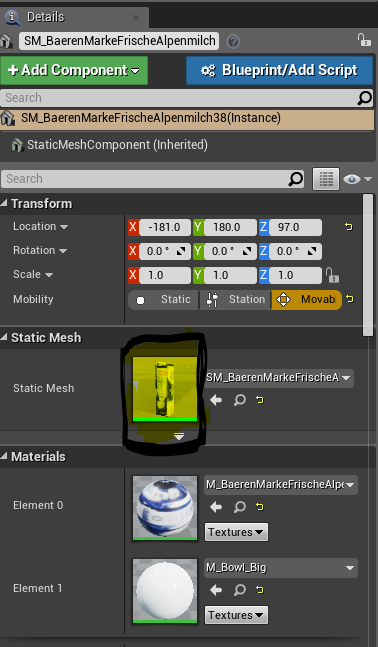 Details
SM_BaerenMarkeFrischeAlpenmilch
+ Add Component
Blueprint/Add Script
Search
SM_BaerenMarkeFrischeAlpenmilch38(Instance)
StaticMeshComponent (Inherited)
Search
Transform
Location X -181.0 Y 180.0 Z 97.0
Rotation X 0.0 ° Y 0.0 ° Z 0.0 °
Scale X 1.0 Y 1.0 Z 1.0
Mobility Static Station Movab
Static Mesh
Static Mesh SM_BaerenMarkeFrischeA
Materials
Element 0 M_BaerenMarkeFrischeAlpe
Textures
Element 1 M_Bowl_Big
Textures